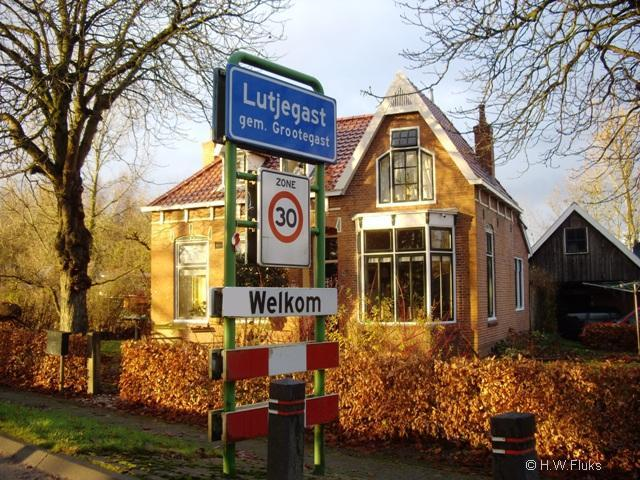 Lutjegast
gem. Grootegast
ZONE
30
Welkom
© H.W.Fluks